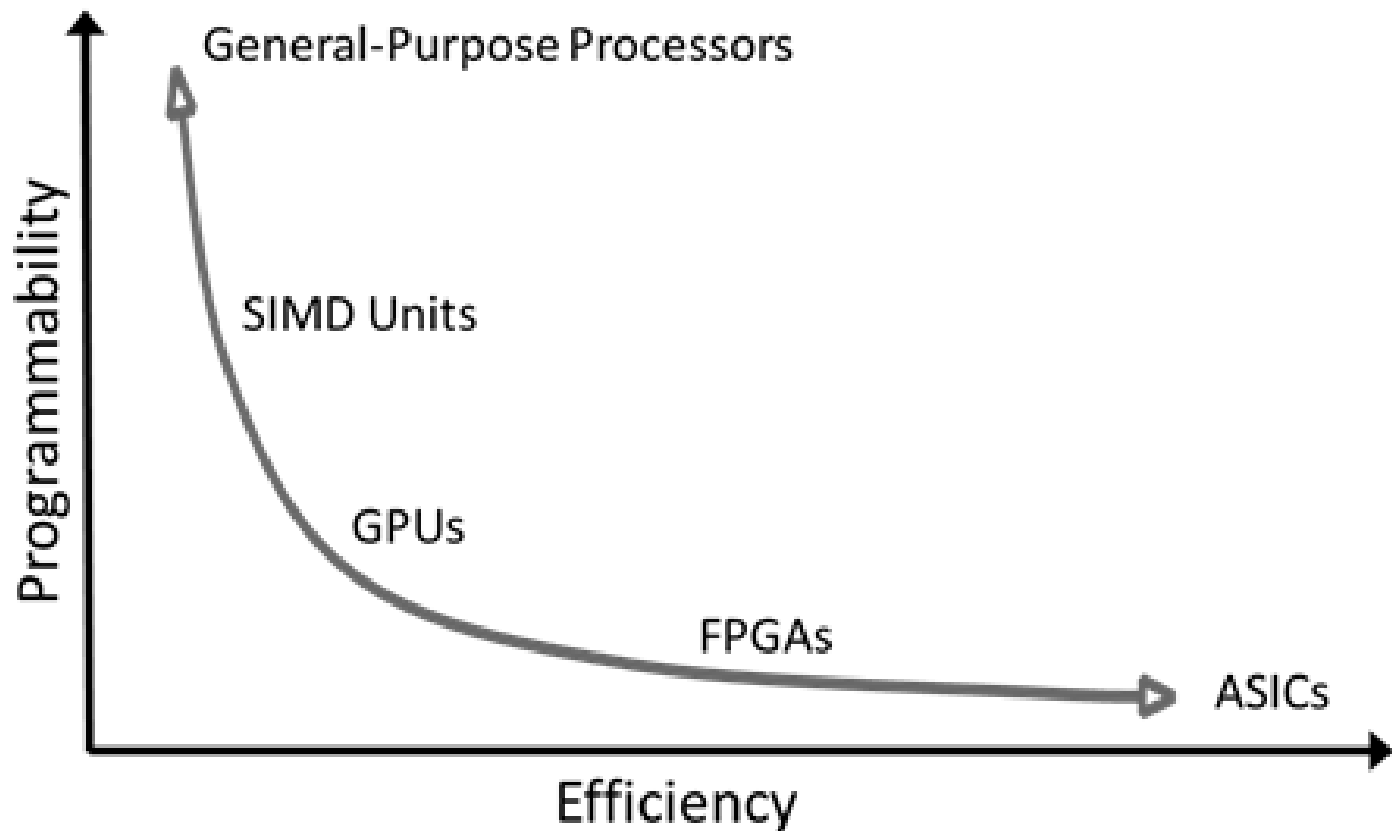 General-Purpose Processors
Programmability
SIMD Units
GPUs
FPGAs
ASICs
Efficiency